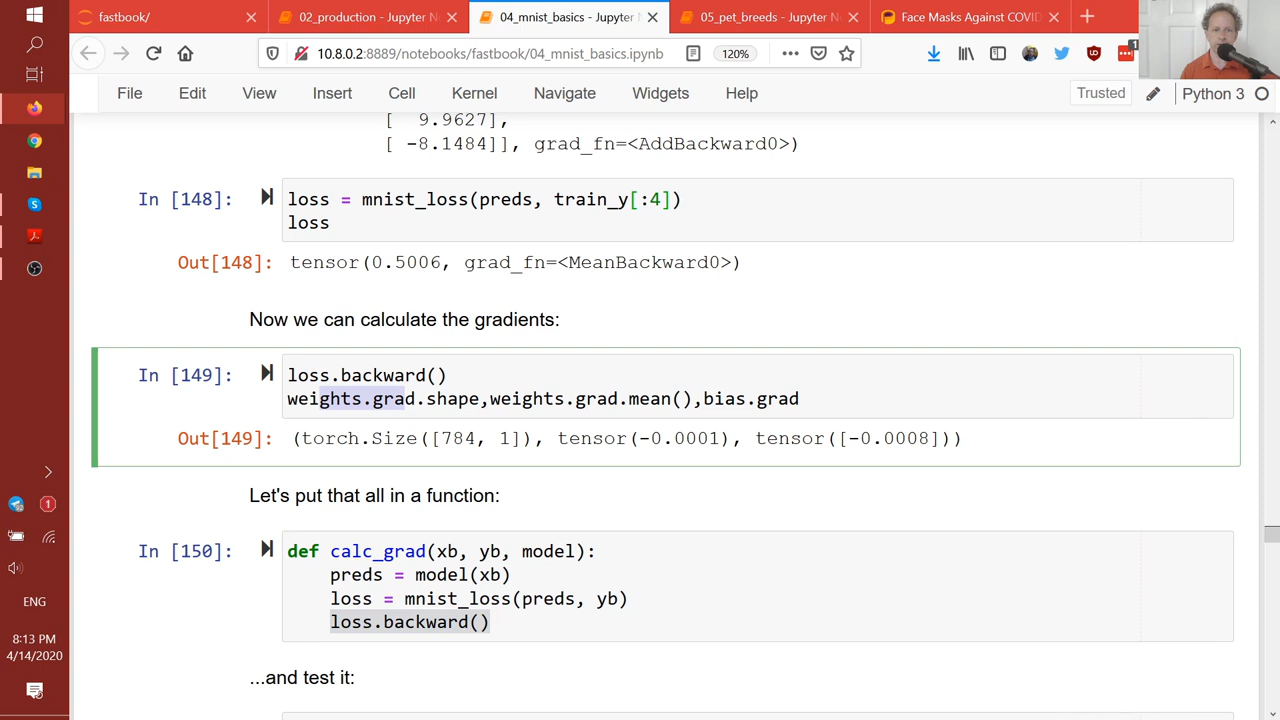 fastbook/
02_production - Jupyter N
04_mnist_basics - Jupyter
05_pet_breeds - Jupyter N
Face Masks Against COVI
10.8.0.2:8889/notebooks/fastbook/04_mnist_basics.ipynb
120%
File Edit View Insert Cell Kernel Navigate Widgets Help
Trusted
Python 3
[ 9.9627],
[ -8.1484]], grad_fn=<AddBackward0>)
In [148]: loss = mnist_loss(preds, train_y[:4])
loss
Out[148]: tensor(0.5006, grad_fn=<MeanBackward0>)
Now we can calculate the gradients:
In [149]: loss.backward()
weights.grad.shape,weights.grad.mean(),bias.grad
Out[149]: (torch.Size([784, 1]), tensor(-0.0001), tensor([-0.0008]))
Let's put that all in a function:
In [150]: def calc_grad(xb, yb, model):
preds = model(xb)
loss = mnist_loss(preds, yb)
loss.backward()
...and test it:
ENG
8:13 PM
4/14/2020